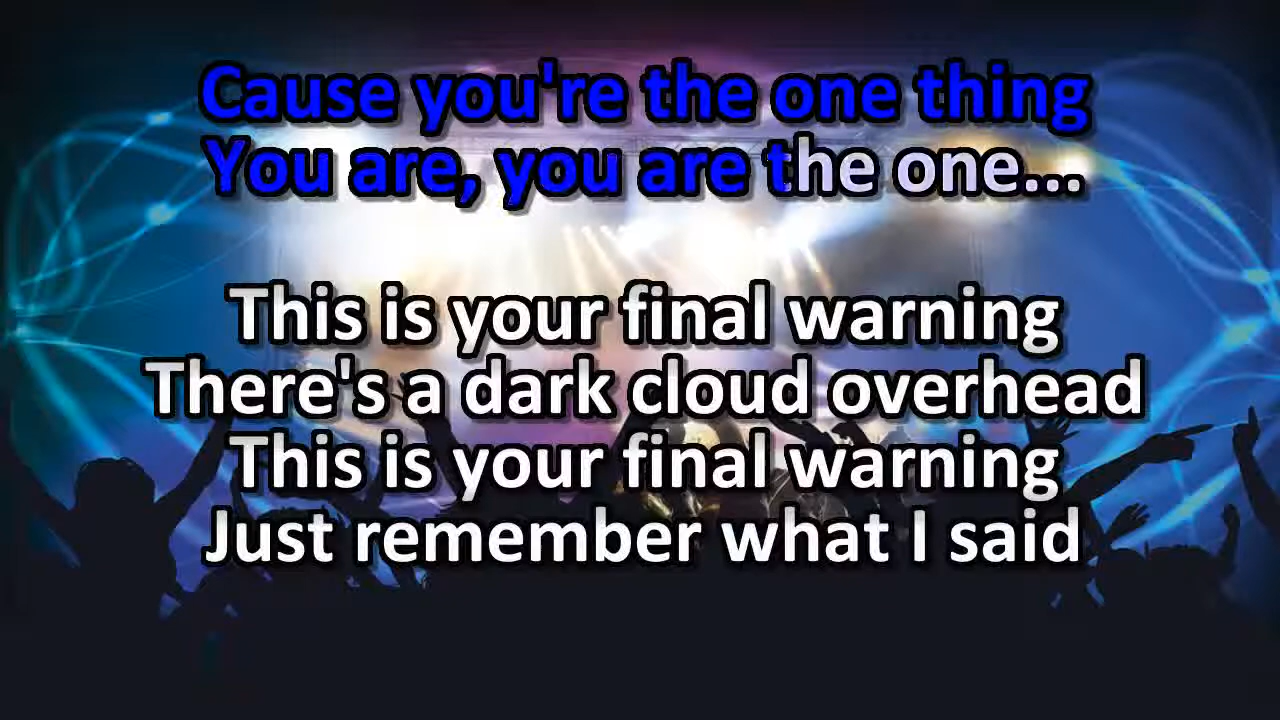 Cause you're the one thing
You are, you are the one...
This is your final warning
There's a dark cloud overhead
This is your final warning
Just remember what I said